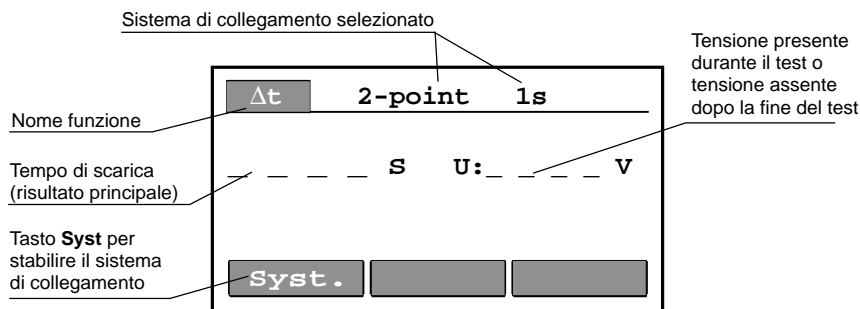 Sistema di collegamento selezionato
Tensione presente
durante il test o
tensione assente
dopo la fine del test
Δt 2-point 1s
Nome funzione
Tempo di scarica
(risultato principale)
_ _ _ _ S U:_ _ _ _ V
Tasto Syst per
stabilire il sistema
di collegamento
Syst.